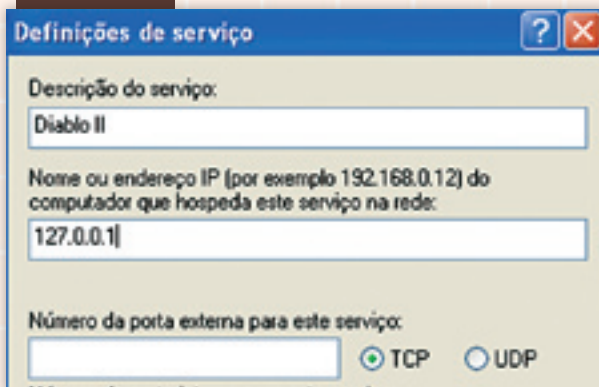 Definições de serviço
Descrição do serviço:
Diablo II
Nome ou endereço IP (por exemplo 192.168.0.12) do
computador que hospeda este serviço na rede:
127.0.0.1
Número da porta externa para este serviço:
TCP UDP